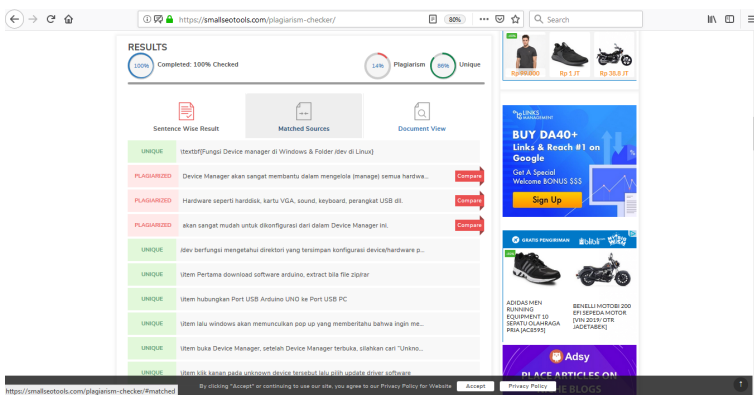 https://smallseotools.com/plagiarism-checker/
80%
Search
RESULTS
100%
Completed: 100% Checked
14%
Plagiarism
86%
Unique
Sentence Wise Result
Matched Sources
Document View
UNIQUE
\textbf{Fungsi Device manager di Windows & Folder /dev di Linux}
PLAGIARIZED
Device Manager akan sangat membantu dalam mengelola (manage) semua hardwa...
Compare
PLAGIARIZED
Hardware seperti harddisk, kartu VGA, sound, keyboard, perangkat USB dll.
Compare
PLAGIARIZED
akan sangat mudah untuk dikonfigurasi dari dalam Device Manager ini.
Compare
UNIQUE
/dev berfungsi mengetahui direktori yang tersimpan konfigurasi device/hardware p...
UNIQUE
\item Pertama download software arduino, extract bila file zip/rar
UNIQUE
\item hubungkan Port USB Arduino UNO ke Port USB PC
UNIQUE
\item lalu windows akan memunculkan pop up yang memberitahu bahwa ingin me...
UNIQUE
\item buka Device Manager, setelah Device Manager terbuka, silahkan cari "Unkno...
UNIQUE
\item klik kanan pada unknown device tersebut lalu pilih update driver software
Rp 99.000
Rp 1 JT
Rp 35.8 JT
LINKS
MANAGEMENT
BUY DA40+
Links & Reach #1 on
Google
Get A Special
Welcome BONUS $$$
Sign Up
GRATIS PENGIRIMAN
blibli
ADIDAS MEN
RUNNING
EQUIPMENT 10
SEPATU OLAHRAGA
PRIA [AC8595]
BENELLI MOTOBI 200
EFI SEPEDA MOTOR
[VIN 2019/ OTR
JADETABEK]
Adsy
PLACE ARTICLES ON
BLOGS
https://smallseotools.com/plagiarism-checker/#matched
By clicking "Accept" or continuing to use our site, you agree to our Privacy Policy for Website
Accept
Privacy Policy